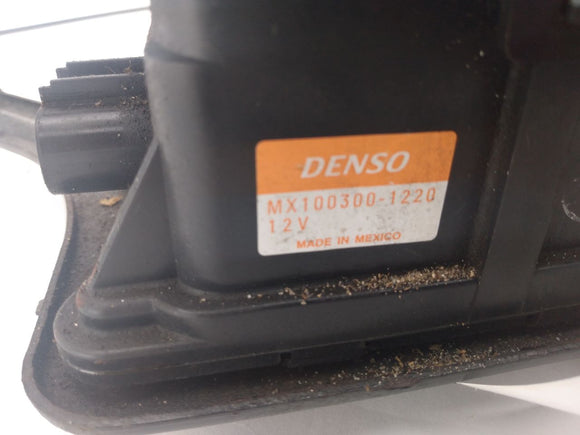 DENSO
MX100300-1220
12V
MADE IN MEXICO